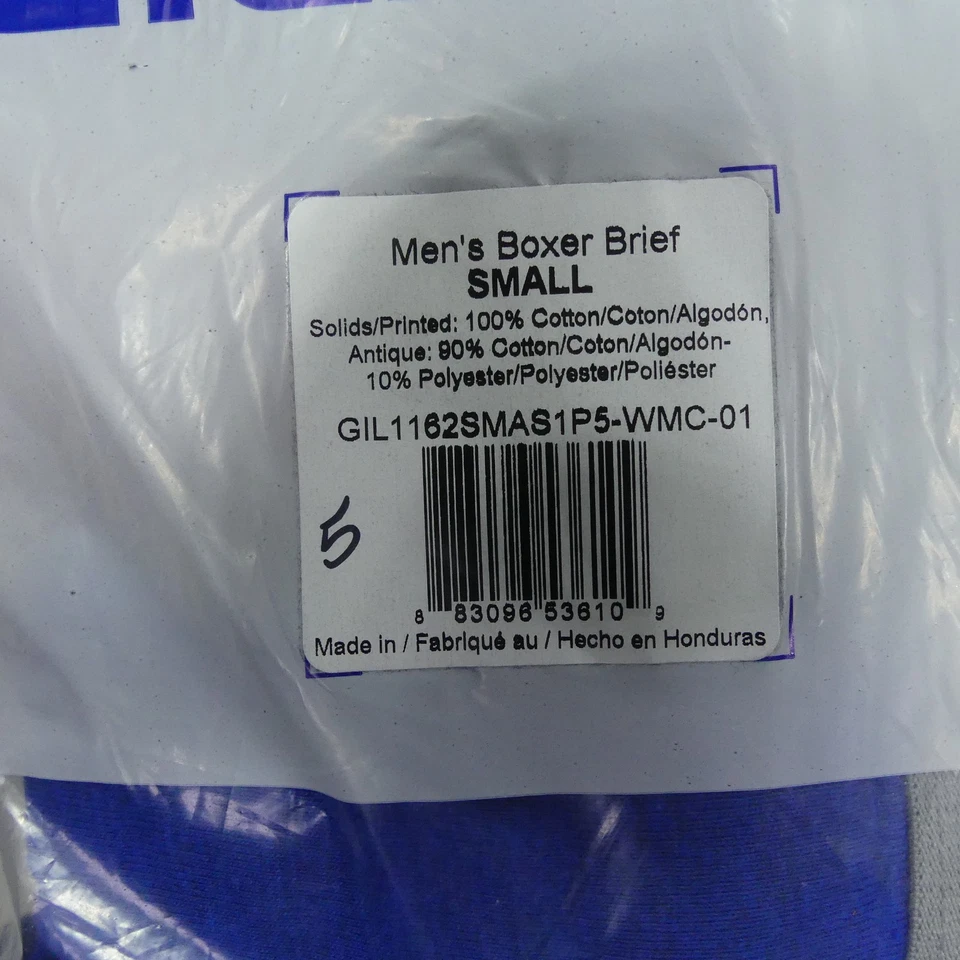 Men's Boxer Brief
SMALL
Solids/Printed: 100% Cotton/Coton/Algodón,
Antique: 90% Cotton/Coton/Algodón-
10% Polyester/Polyester/Poliéster
GIL1162SMAS1P5-WMC-01
5
8 83096 53610 9
Made in / Fabriqué au / Hecho en Honduras